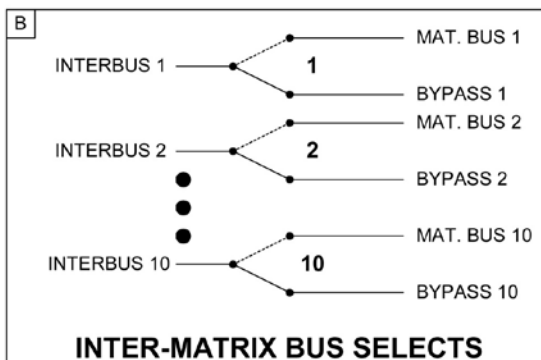 B
MAT. BUS 1
INTERBUS 1
1
BYPASS 1
MAT. BUS 2
INTERBUS 2
2
BYPASS 2
MAT. BUS 10
INTERBUS 10
10
BYPASS 10
INTER-MATRIX BUS SELECTS